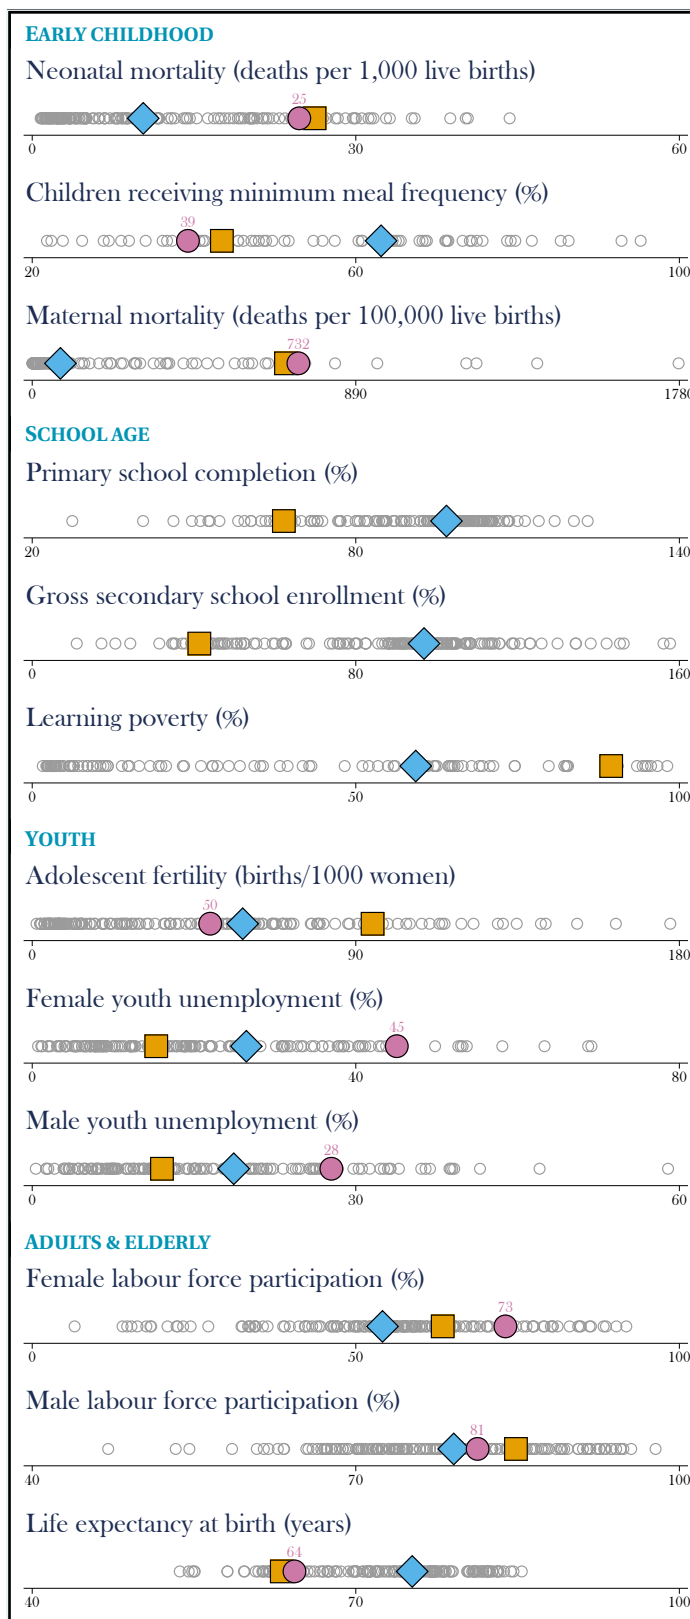 EARLY CHILDHOOD
Neonatal mortality (deaths per 1,000 live births)
25
0 30 60
Children receiving minimum meal frequency (%)
39
20 60 100
Maternal mortality (deaths per 100,000 live births)
732
0 890 1780
SCHOOL AGE
Primary school completion (%)
20 80 140
Gross secondary school enrollment (%)
0 80 160
Learning poverty (%)
0 50 100
YOUTH
Adolescent fertility (births/1000 women)
50
0 90 180
Female youth unemployment (%)
45
0 40 80
Male youth unemployment (%)
28
0 30 60
ADULTS & ELDERLY
Female labour force participation (%)
73
0 50 100
Male labour force participation (%)
81
40 70 100
Life expectancy at birth (years)
64
40 70 100